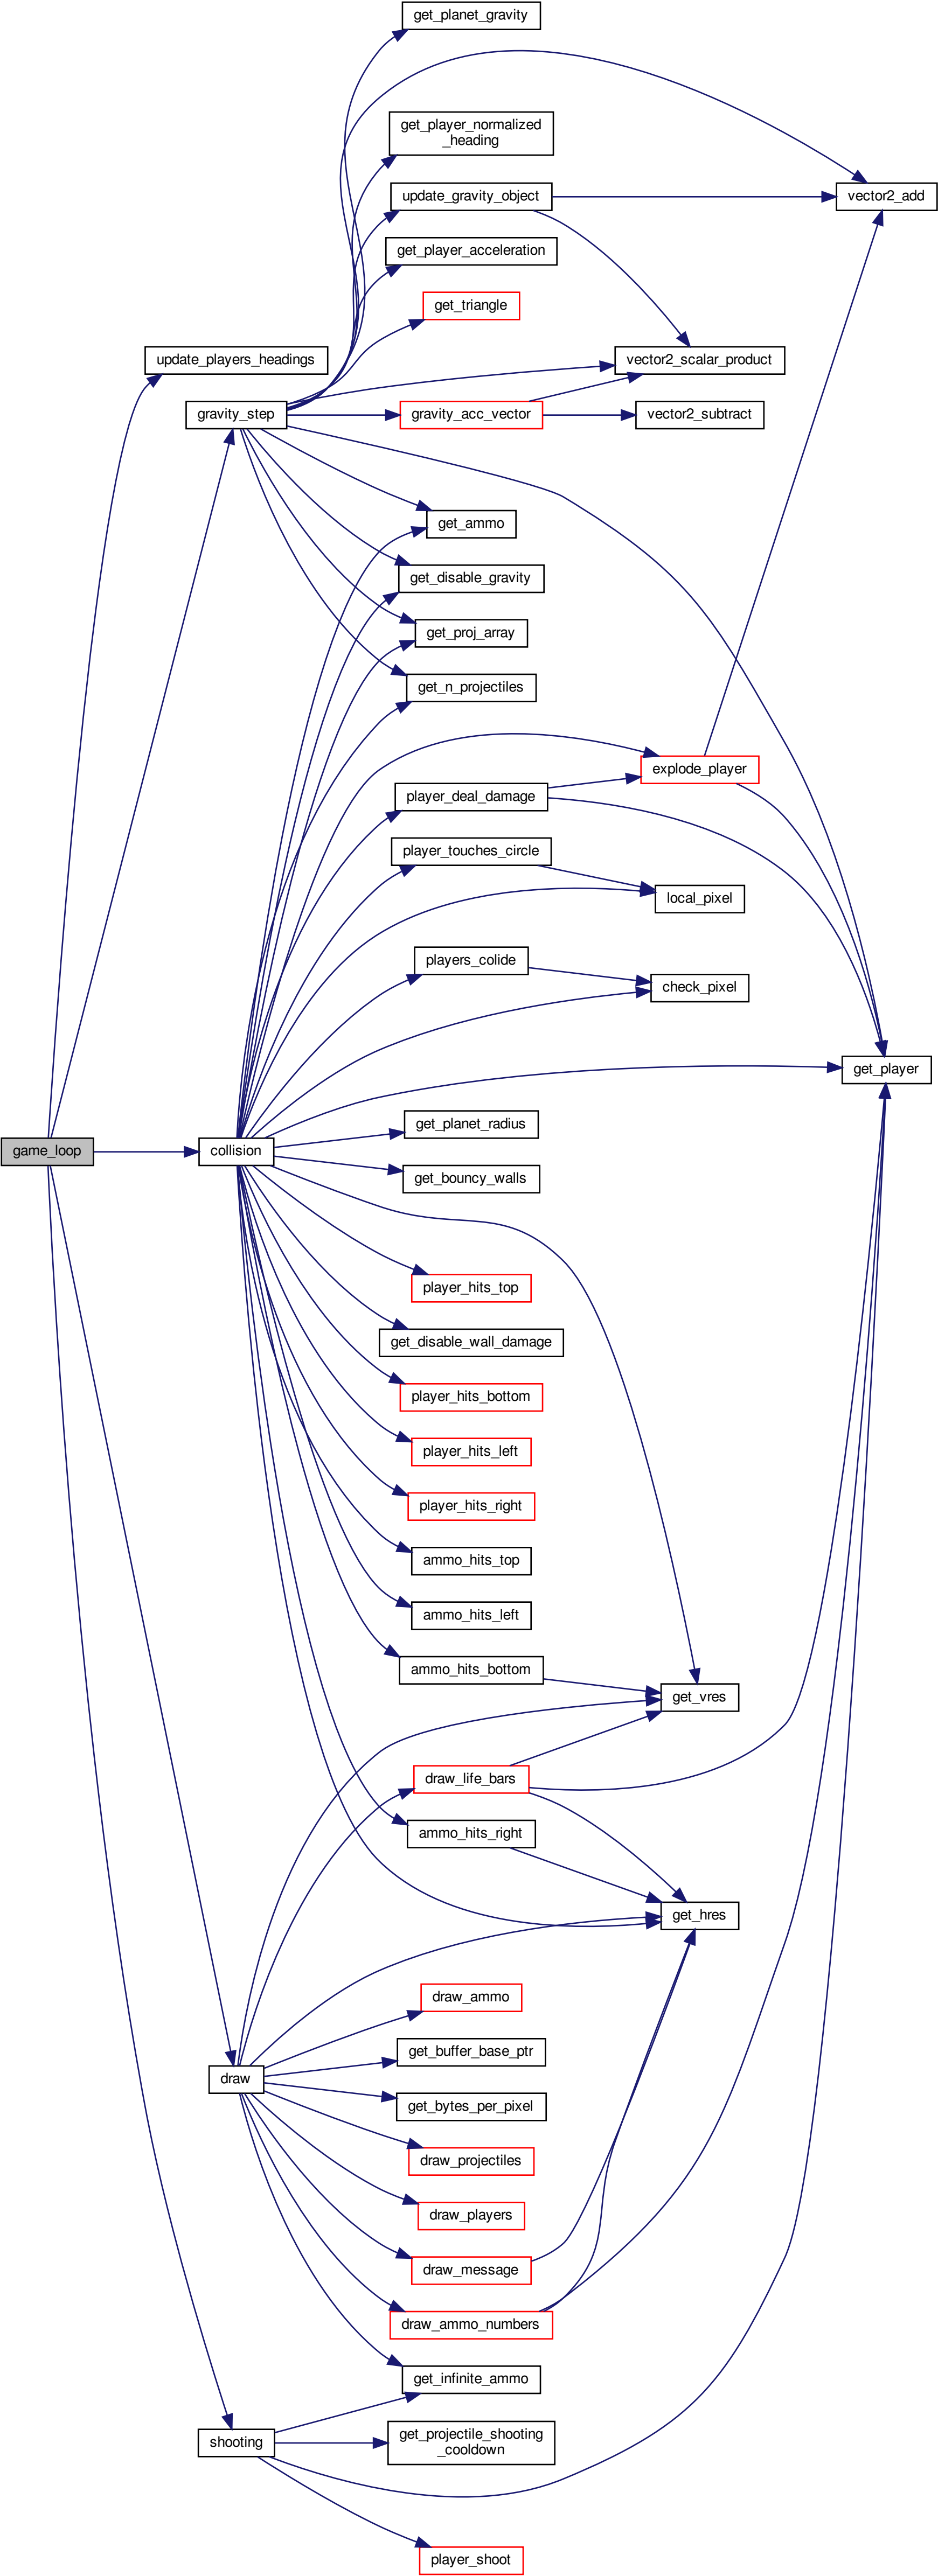 get_planet_gravity
get_player_normalized
_heading
update_gravity_object
vector2_add
get_player_acceleration
get_triangle
update_players_headings
vector2_scalar_product
gravity_step
gravity_acc_vector
vector2_subtract
get_ammo
get_disable_gravity
get_proj_array
get_n_projectiles
explode_player
player_deal_damage
player_touches_circle
local_pixel
players_colide
check_pixel
get_player
get_planet_radius
game_loop
collision
get_bouncy_walls
player_hits_top
get_disable_wall_damage
player_hits_bottom
player_hits_left
player_hits_right
ammo_hits_top
ammo_hits_left
ammo_hits_bottom
get_vres
draw_life_bars
ammo_hits_right
get_hres
draw_ammo
get_buffer_base_ptr
draw
get_bytes_per_pixel
draw_projectiles
draw_players
draw_message
draw_ammo_numbers
get_infinite_ammo
shooting
get_projectile_shooting
_cooldown
player_shoot